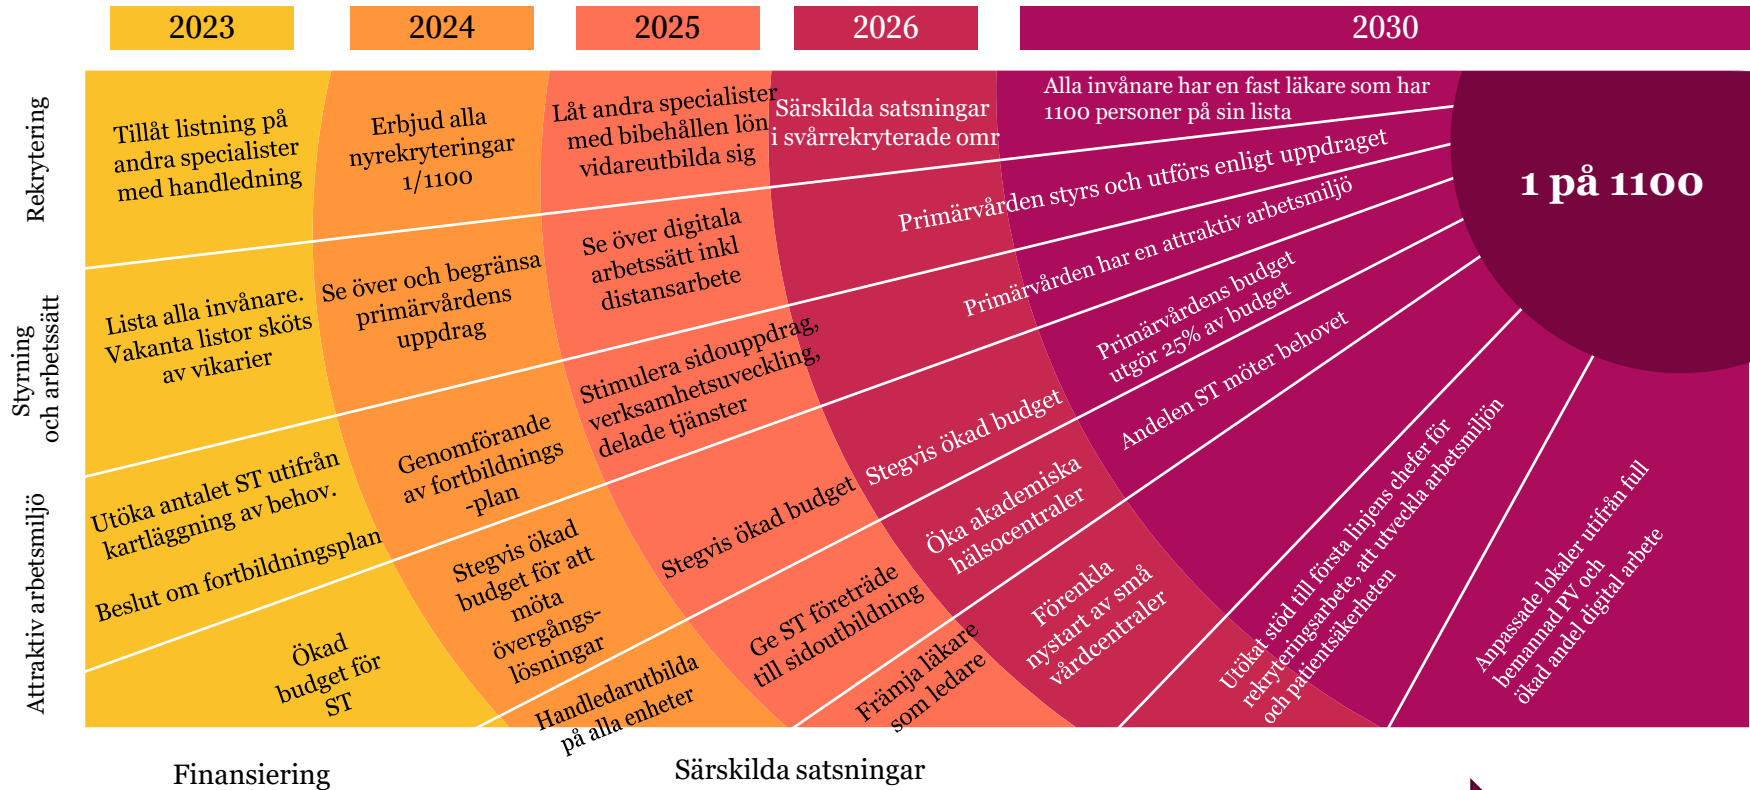 2023
2024
2025
2026
2030
Rekrytering
Tillåt listning på
andra specialister
med handledning
Erbjud alla
nyrekryteringar
1/1100
Låt andra specialister
med bibehållen lön
vidareutbilda sig
Särskilda satsningar
i svårrekryterade omr
Alla invånare har en fast läkare som har
1100 personer på sin lista
1 på 1100
Styrning
och arbetssätt
Lista alla invånare.
Vakanta listor sköts
av vikarier
Se över och begränsa
primärvårdens
uppdrag
Se över digitala
arbetssätt inkl
distansarbete
Primärvården styrs och utförs enligt uppdraget
Attraktiv arbetsmiljö
Utöka antalet ST utifrån
kartläggning av behov.
Beslut om fortbildningsplan
Genomförande
av fortbildnings
-plan
Stimulera sidouppdrag,
verksamhetsuveckling,
delade tjänster
Primärvården har en attraktiv arbetsmiljö
Ökad
budget för
ST
Stegvis ökad
budget för att
möta
övergångs-
lösningar
Stegvis ökad budget
Stegvis ökad budget
Primärvårdens budget
utgör 25% av budget
Handledarutbilda
på alla enheter
Ge ST företräde
till sidoutbildning
Öka akademiska
hälsocentraler
Andelen ST möter behovet
Främja läkare
som ledare
Förenkla
nystart av små
vårdcentraler
Utökat stöd till första linjens chefer för
rekryteringsarbete, att utveckla arbetsmiljön
och patientsäkerheten
Anpassade lokaler utifrån full
bemannad PV och
ökad andel digital arbete
Finansiering
Särskilda satsningar